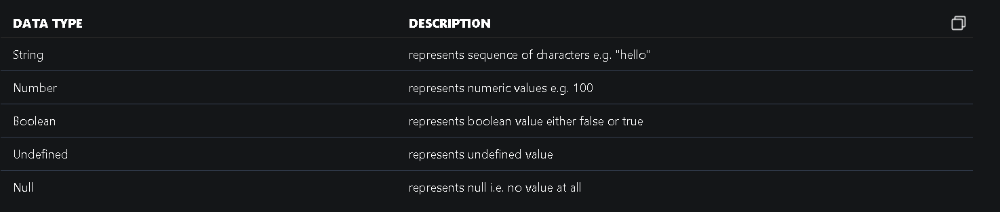 DATA TYPE DESCRIPTION
String represents sequence of characters e.g. "hello"
Number represents numeric values e.g. 100
Boolean represents boolean value either false or true
Undefined represents undefined value
Null represents null i.e. no value at all